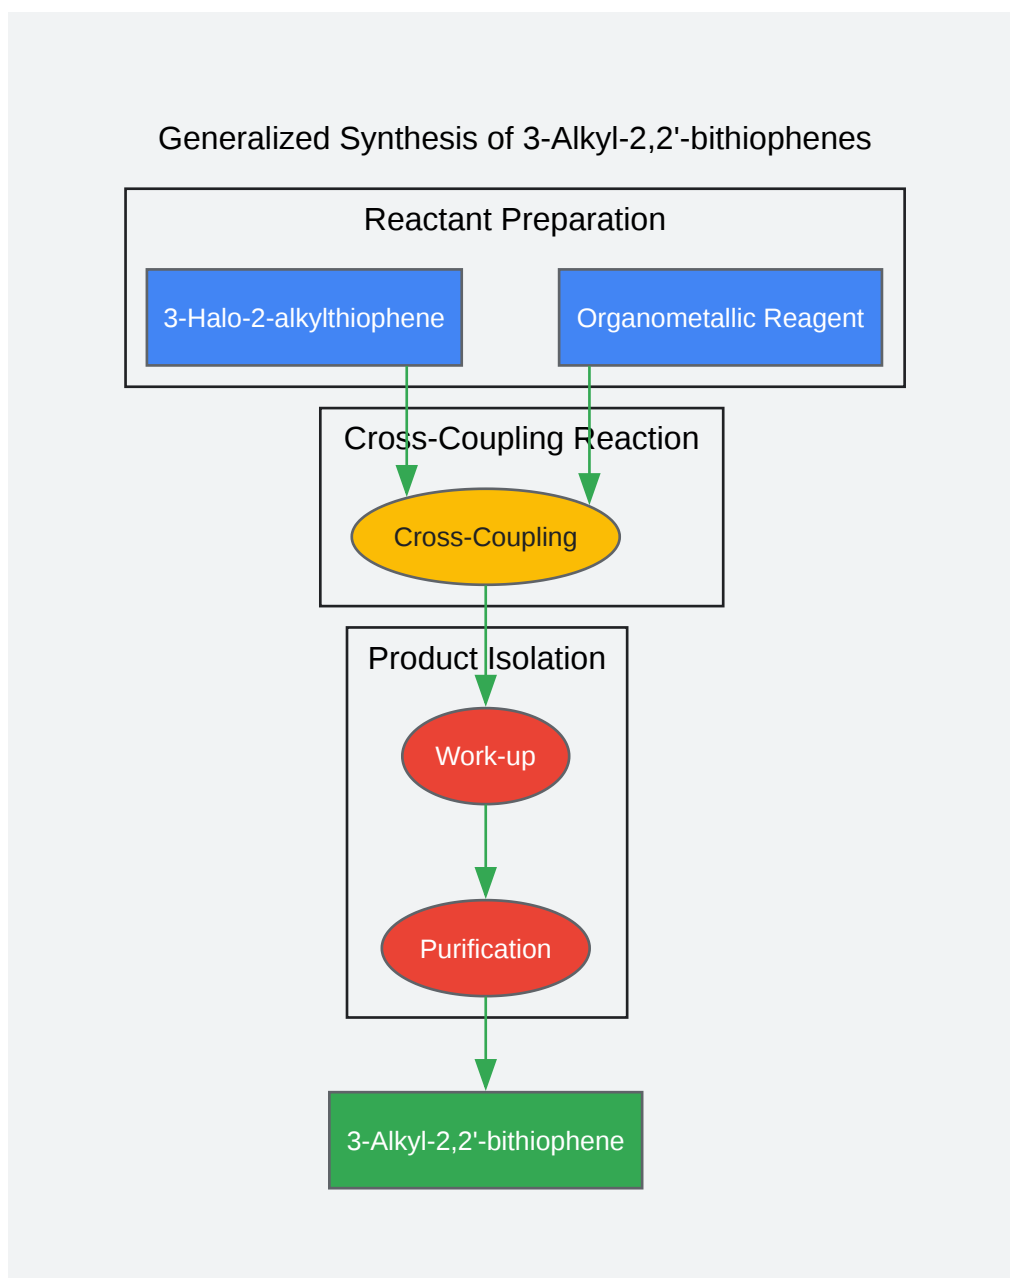 Generalized Synthesis of 3-Alkyl-2,2'-bithiophenes
Reactant Preparation
3-Halo-2-alkylthiophene
Organometallic Reagent
Cross-Coupling Reaction
Cross-Coupling
Product Isolation
Work-up
Purification
3-Alkyl-2,2'-bithiophene